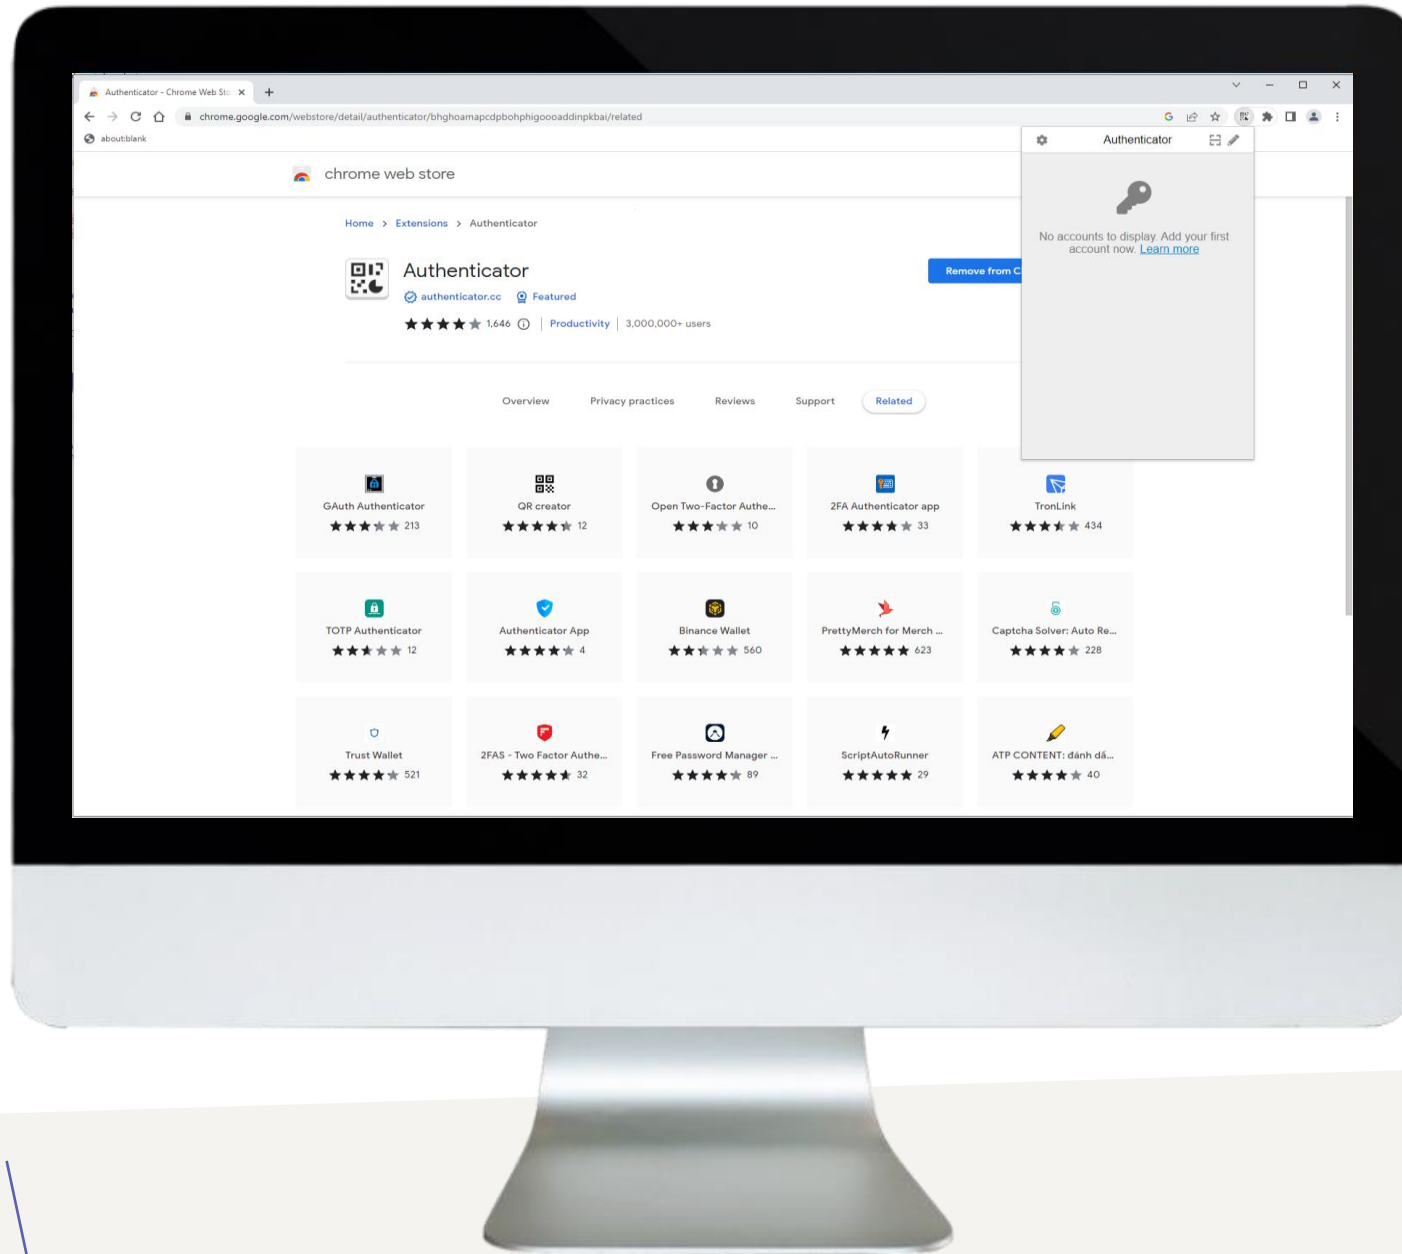 Authenticator - Chrome Web Sto
chrome.google.com/webstore/detail/authenticator/bhghoamapcdpbohphigoooaddinpkbai/related
about:blank
Authenticator
chrome web store
No accounts to display. Add your first
account now. Learn more
Home > Extensions > Authenticator
Authenticator
Remove from C
authenticator.cc Featured
1,646 Productivity 3,000,000+ users
Overview Privacy practices Reviews Support Related
GAuth Authenticator QR creator Open Two-Factor Authe... 2FA Authenticator app TronLink
213 12 10 33 434
TOTP Authenticator Authenticator App Binance Wallet PrettyMerch for Merch ... Captcha Solver: Auto Re...
12 4 560 623 228
Trust Wallet 2FAS - Two Factor Authe... Free Password Manager ... ScriptAutoRunner ATP CONTENT: đánh dấ...
521 32 89 29 40